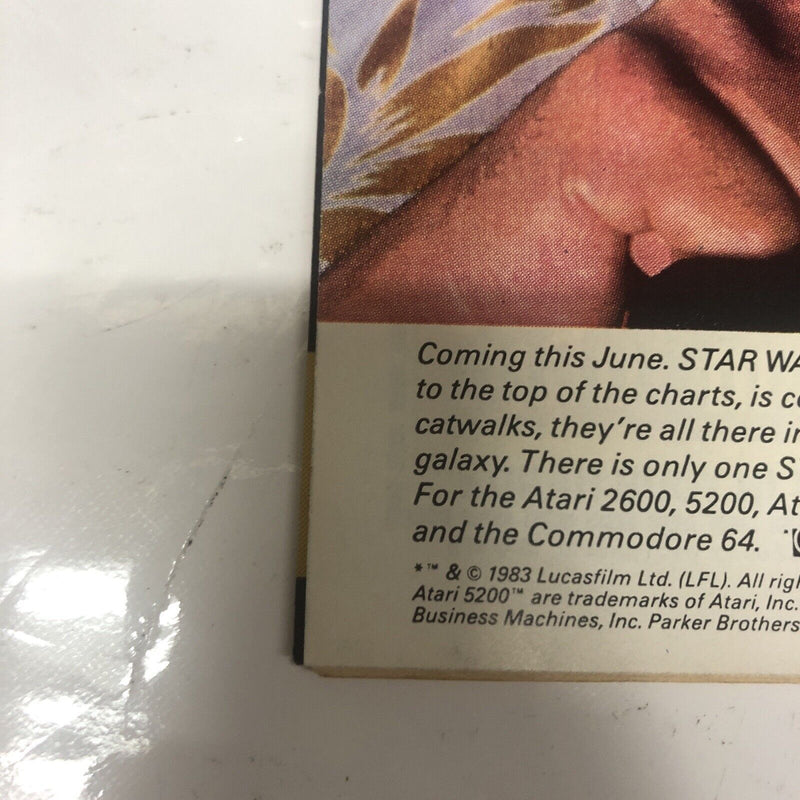 Coming this June. STAR WA
to the top of the charts, is c
catwalks, they're all there i
galaxy. There is only one S
For the Atari 2600, 5200, At
and the Commodore 64.
*™ & © 1983 Lucasfilm Ltd. (LFL). All righ
Atari 5200™ are trademarks of Atari, Inc.
Business Machines, Inc. Parker Brothers